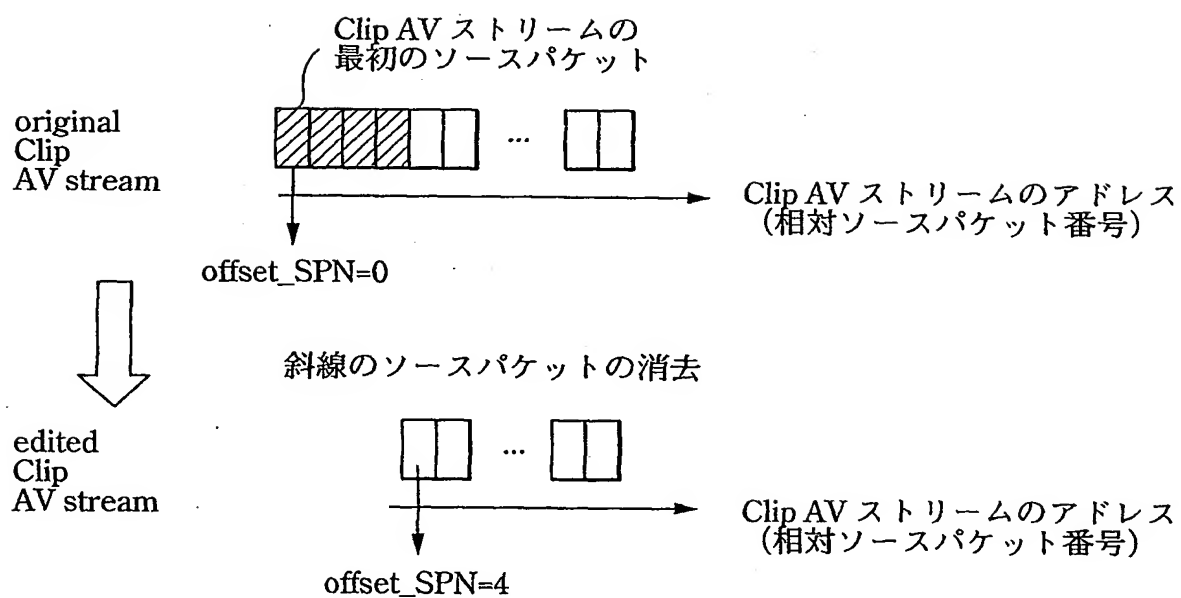 Clip AV ストリームの
最初のソースパケット
original
Clip
AV stream
...
Clip AV ストリームのアドレス
(相対ソースパケット番号)
offset_SPN=0
斜線のソースパケットの消去
edited
Clip
AV stream
...
Clip AV ストリームのアドレス
(相対ソースパケット番号)
offset_SPN=4